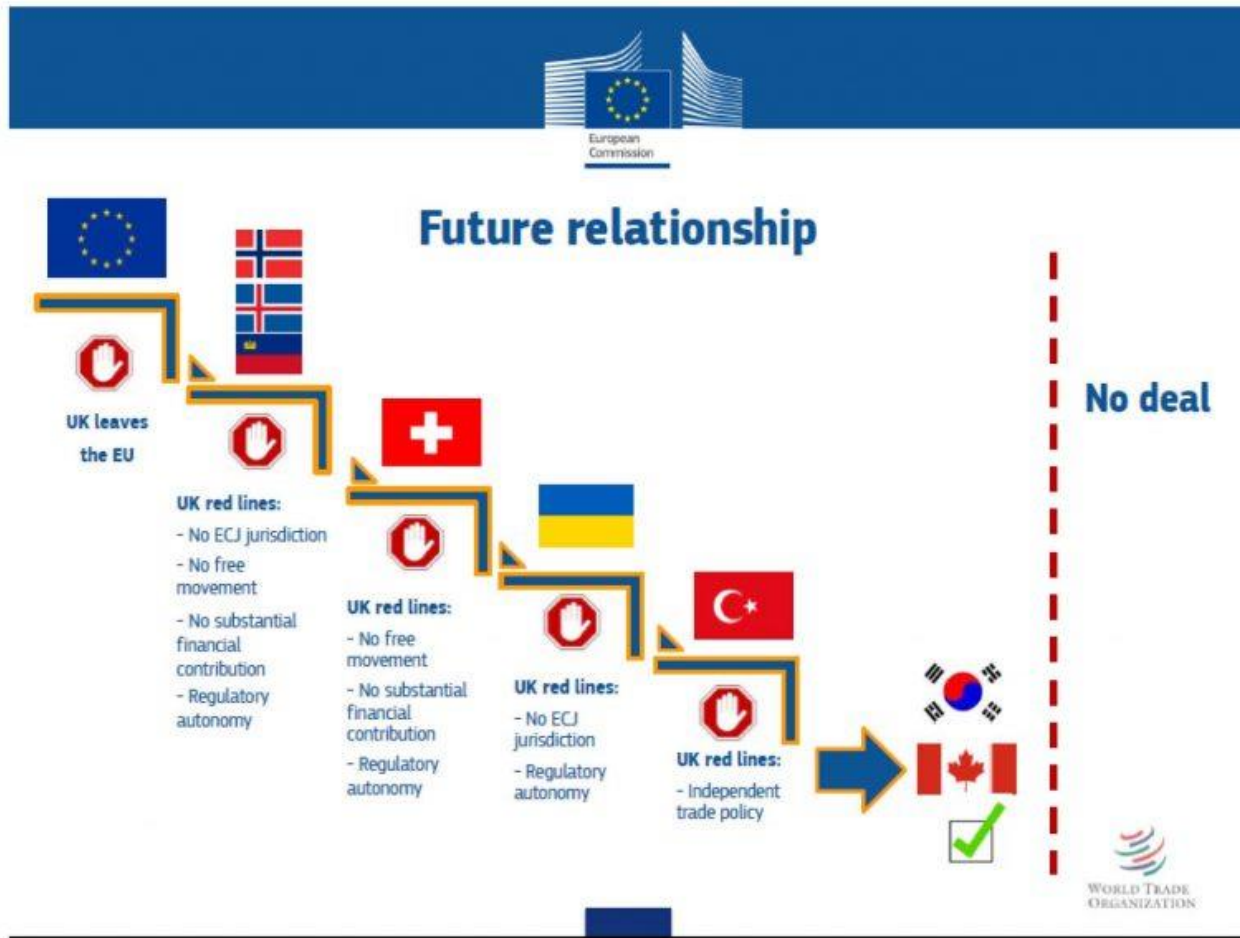 European
Commission
Future relationship
UK leaves
the EU
UK red lines:
- No ECJ jurisdiction
- No free
movement
- No substantial
financial
contribution
- Regulatory
autonomy
UK red lines:
- No free
movement
- No substantial
financial
contribution
- Regulatory
autonomy
UK red lines:
- No ECJ
jurisdiction
- Regulatory
autonomy
UK red lines:
- Independent
trade policy
No deal
WORLD TRADE
ORGANIZATION